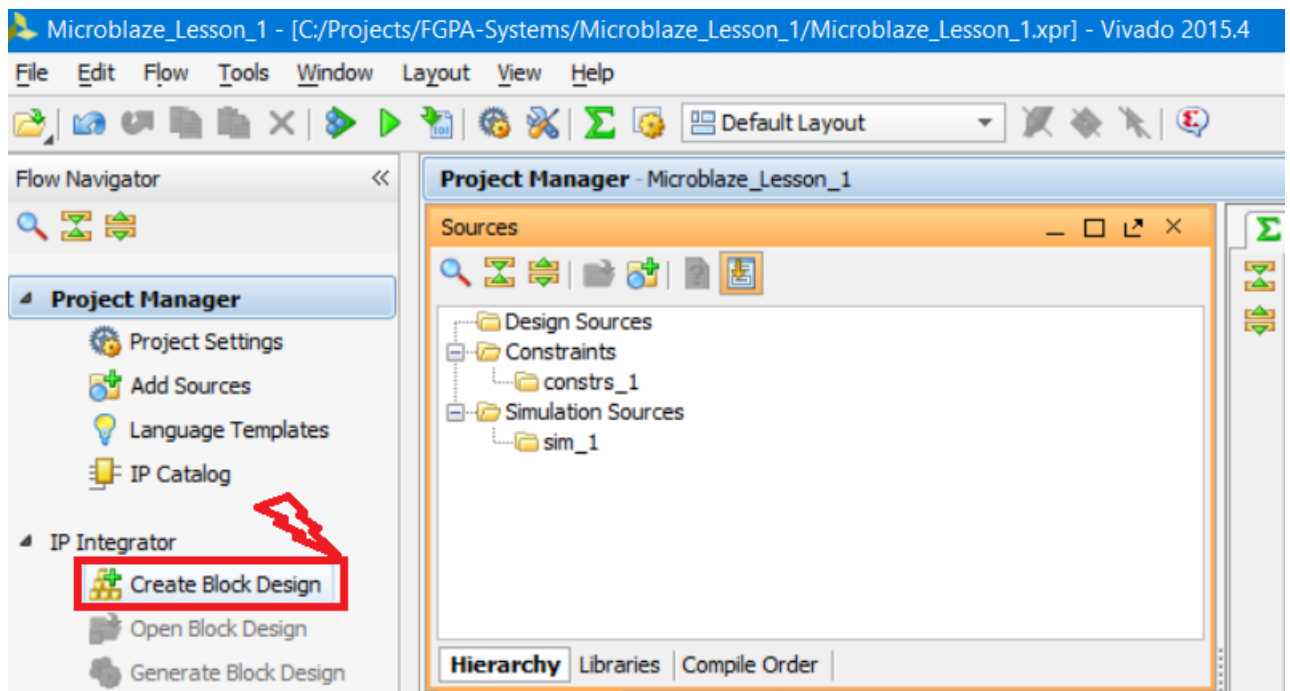 Microblaze_Lesson_1 - [C:/Projects/FGPA-Systems/Microblaze_Lesson_1/Microblaze_Lesson_1.xpr] - Vivado 2015.4
File Edit Flow Tools Window Layout View Help
Default Layout
Flow Navigator
Project Manager
Project Settings
Add Sources
Language Templates
IP Catalog
IP Integrator
Create Block Design
Open Block Design
Generate Block Design
Project Manager - Microblaze_Lesson_1
Sources
Design Sources
Constraints
constrs_1
Simulation Sources
sim_1
Hierarchy Libraries Compile Order